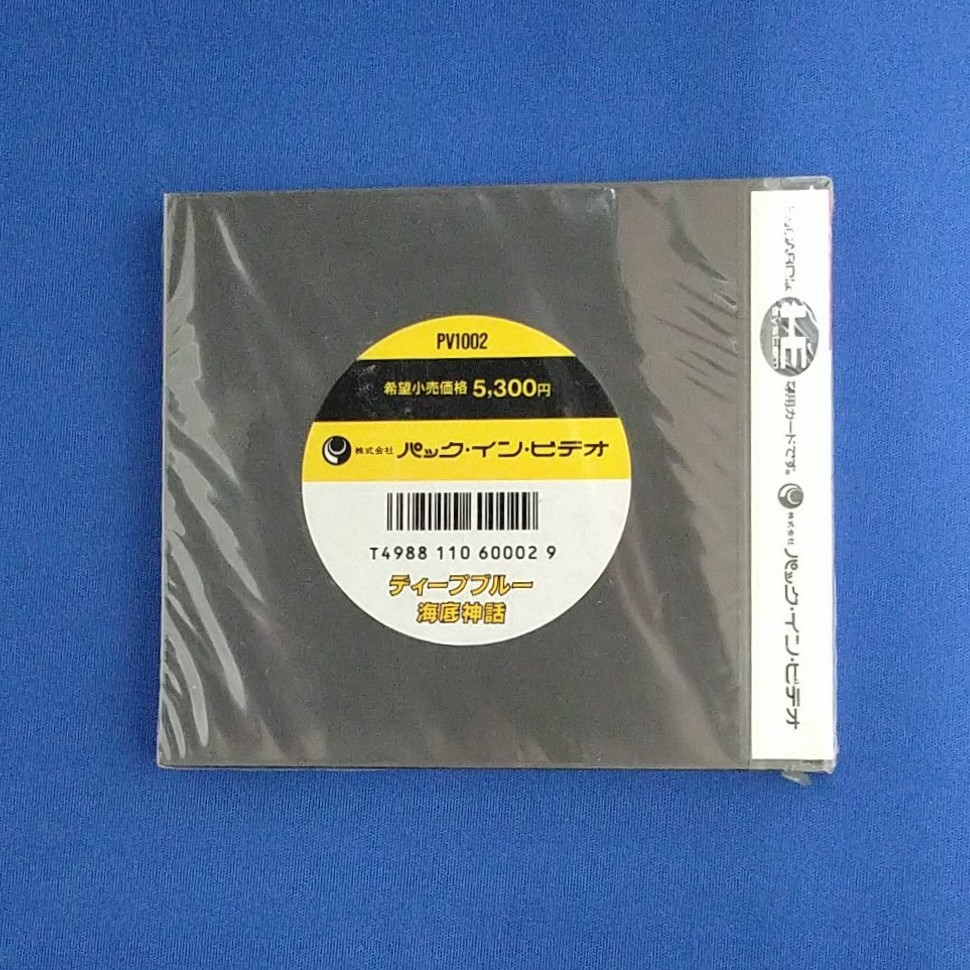 PV1002
希望小売価格 5,300円
株式会社 パック・イン・ビデオ
T4988 110 60002 9
ディープブルー
海底神話
HE
SYSTEM
専用カードです。
株式会社 パック・イン・ビデオ